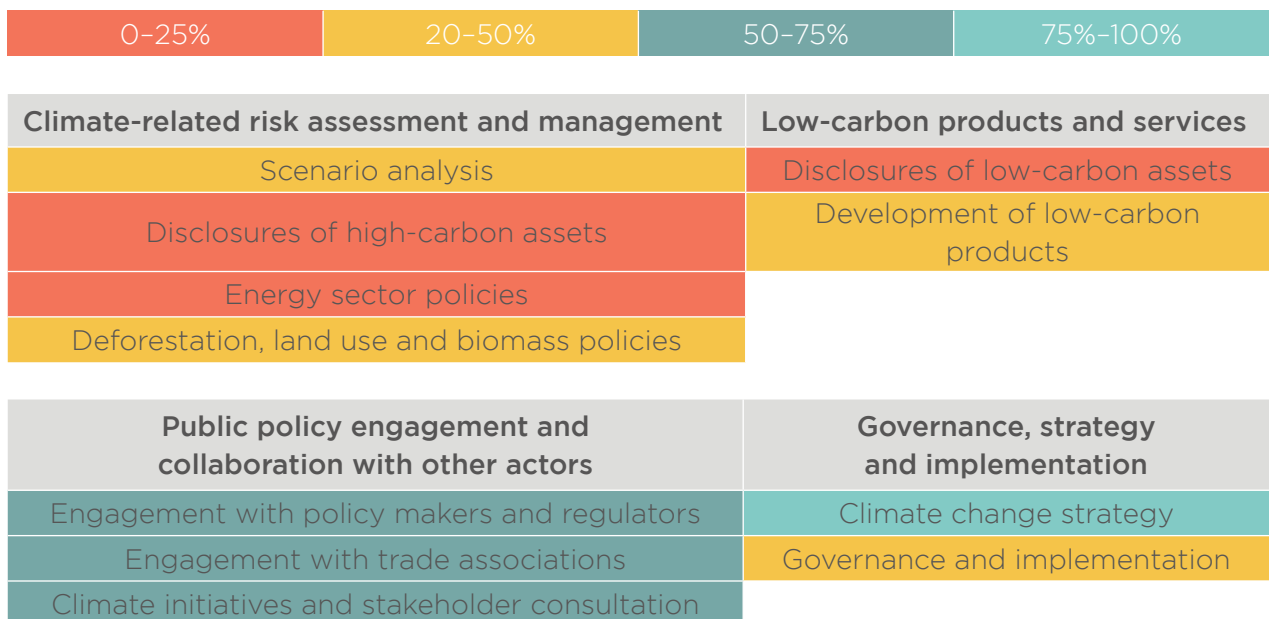 0–25%
20–50%
50–75%
75%–100%
Climate-related risk assessment and management
Low-carbon products and services
Scenario analysis
Disclosures of low-carbon assets
Disclosures of high-carbon assets
Development of low-carbon
products
Energy sector policies
Deforestation, land use and biomass policies
Public policy engagement and
collaboration with other actors
Governance, strategy
and implementation
Engagement with policy makers and regulators
Climate change strategy
Engagement with trade associations
Governance and implementation
Climate initiatives and stakeholder consultation